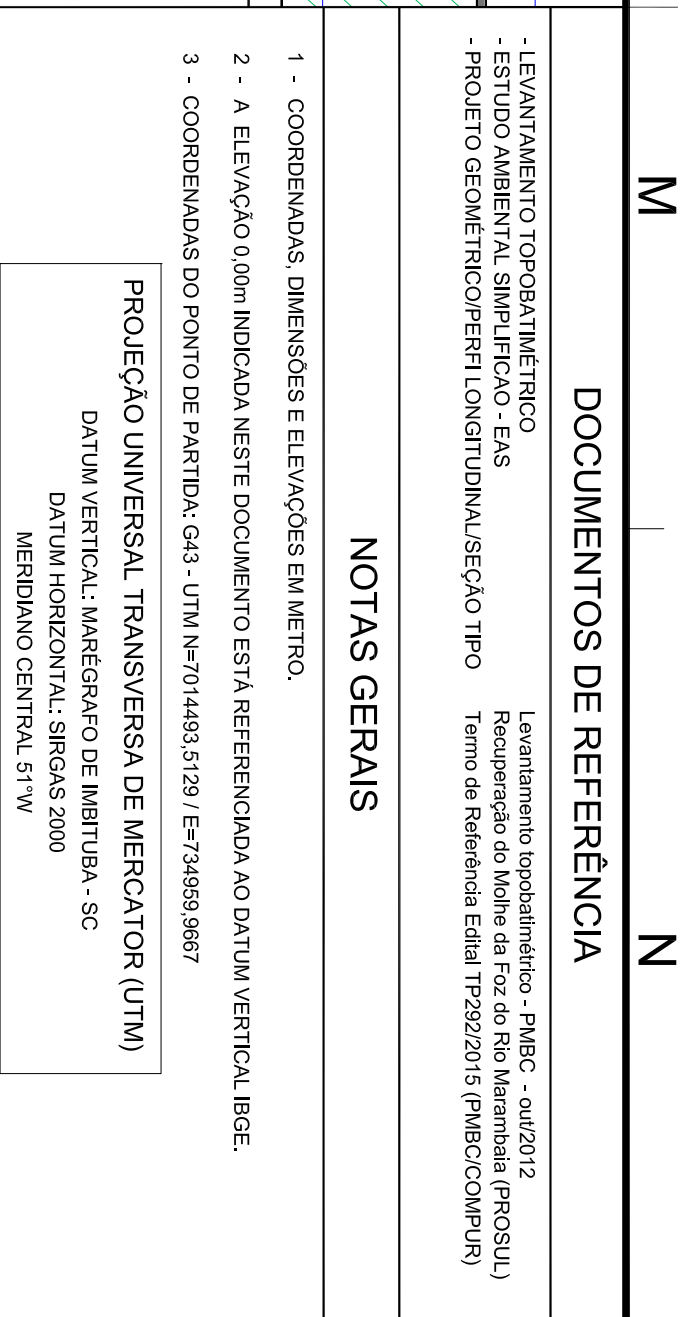 M
N
DOCUMENTOS DE REFERÊNCIA
- LEVANTAMENTO TOPOBATIMÉTRICO Levantamento topobatimétrico - PMBC - out/2012
- ESTUDO AMBIENTAL SIMPLIFICAO - EAS Recuperação do Molhe da Foz do Rio Marambaia (PROSUL)
- PROJETO GEOMÉTRICO/PERFI LONGITUDINAL/SEÇÃO TIPO Termo de Referência Edital TP292/2015 (PMBC/COMPUR)
NOTAS GERAIS
1 - COORDENADAS, DIMENSÕES E ELEVAÇÕES EM METRO.
2 - A ELEVAÇÃO 0,00m INDICADA NESTE DOCUMENTO ESTÁ REFERENCIADA AO DATUM VERTICAL IBGE.
3 - COORDENADAS DO PONTO DE PARTIDA: G43 - UTM N=7014493,5129 / E=734959,9667
PROJEÇÃO UNIVERSAL TRANSVERSA DE MERCATOR (UTM)
DATUM VERTICAL: MARÉGRAFO DE IMBITUBA - SC
DATUM HORIZONTAL: SIRGAS 2000
MERIDIANO CENTRAL 51°W